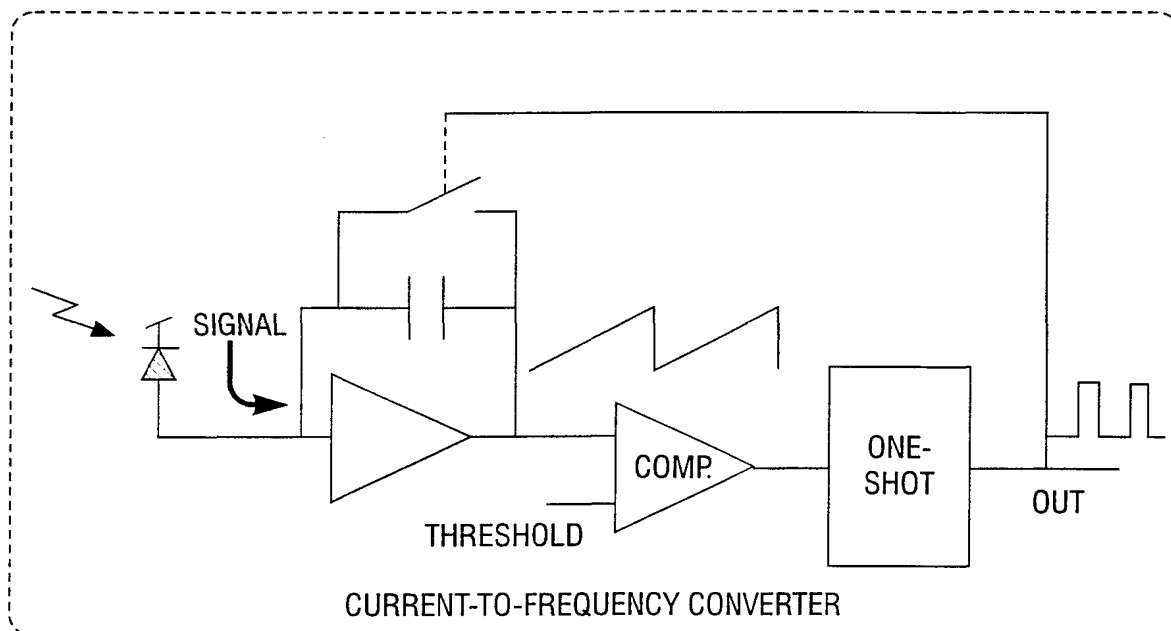 SIGNAL
COMP.
ONE-
SHOT
THRESHOLD
OUT
CURRENT-TO-FREQUENCY CONVERTER